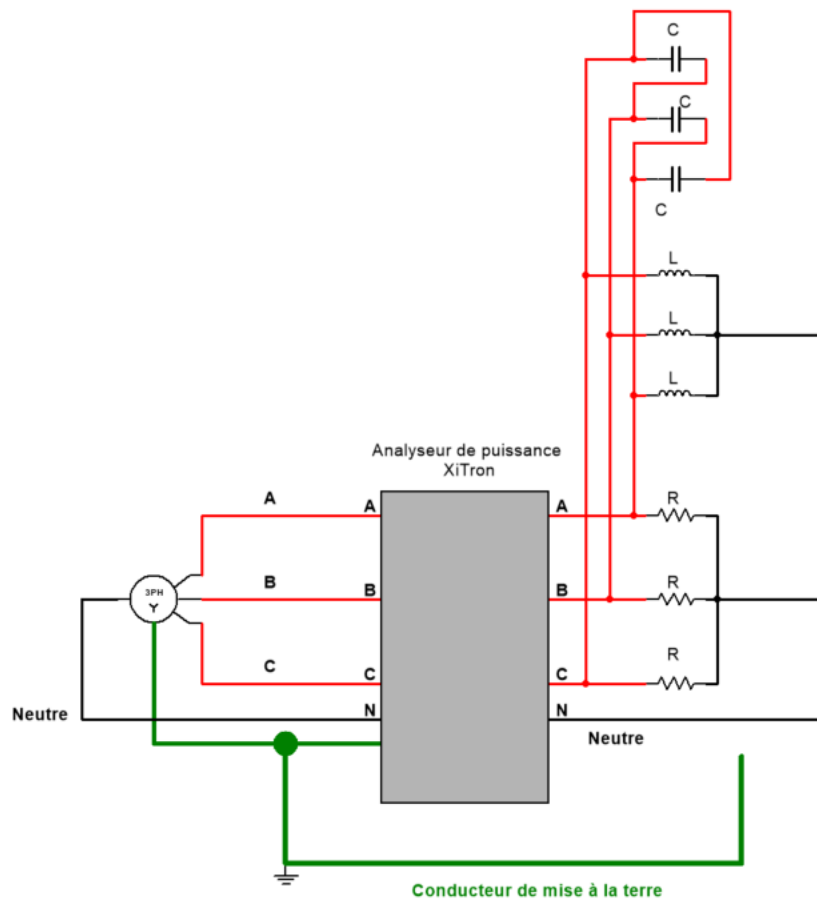 C
C
C
L
L
L
Analyseur de puissance
XiTron
A
A
A
R
3PH
Y
B
B
B
R
C
C
C
R
Neutre
N
N
Neutre
Conducteur de mise à la terre